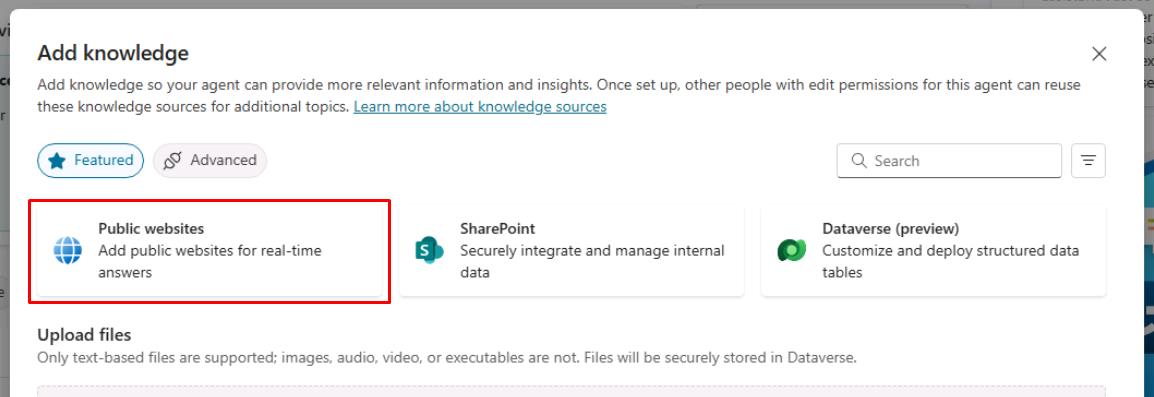 Add knowledge
Add knowledge so your agent can provide more relevant information and insights. Once set up, other people with edit permissions for this agent can reuse
these knowledge sources for additional topics. Learn more about knowledge sources
Featured
Advanced
Search
Public websites
Add public websites for real-time
answers
SharePoint
Securely integrate and manage internal
data
Dataverse (preview)
Customize and deploy structured data
tables
Upload files
Only text-based files are supported; images, audio, video, or executables are not. Files will be securely stored in Dataverse.